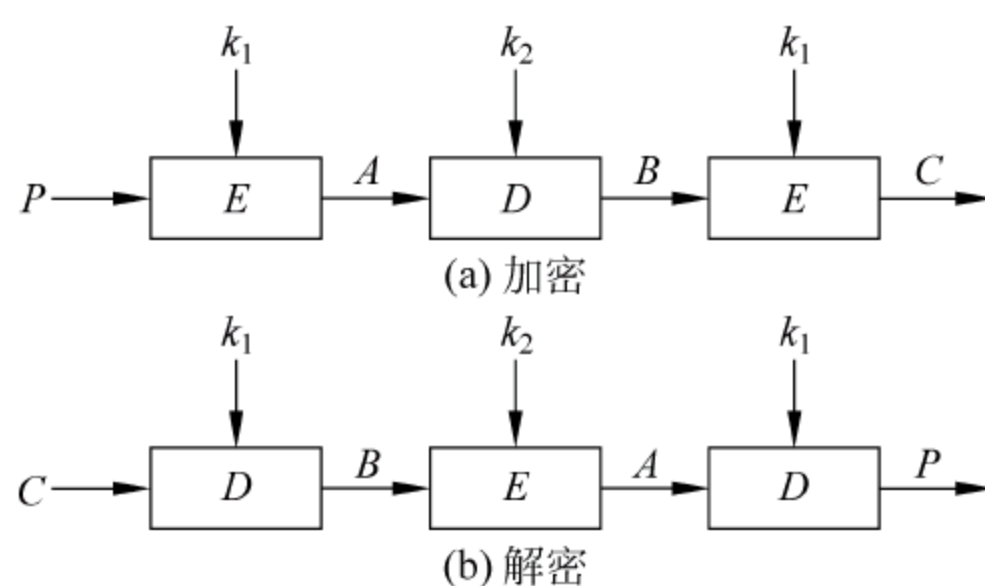 k₁ k₂ k₁
P E A D B E C
(a) 加密
k₁ k₂ k₁
C D B E A D P
(b) 解密